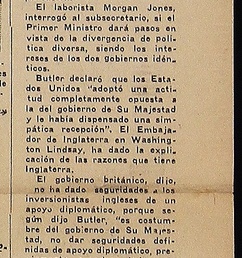 El laborista Morgan Jones,
interrogó al subsecretario, si el
Primer Ministro dará pasos en
vista de la divergencia de polí-
tica diversa, siendo los intere-
ses de los dos gobiernos idén-
ticos.
Butler declaró que los Esta-
dos Unidos "adoptó una acti-
tud completamente opuesta a
la del gobierno de Su Majestad
y le había dispensado una sim-
pática recepción". El Embaja-
dor de Inglaterra en Washing-
ton Lindsay, ha dado la expli-
cación de las razones que tiene
Inglaterra.
El gobierno británico, dijo,
no ha dado seguridades a los
inversionistas ingleses de un
apoyo diplomático, porque se-
gún dijo Butler, "es costum-
bre del gobierno de Su Majes-
tad, no dar seguridades defi-
nidas de apoyo diplomático, pre-